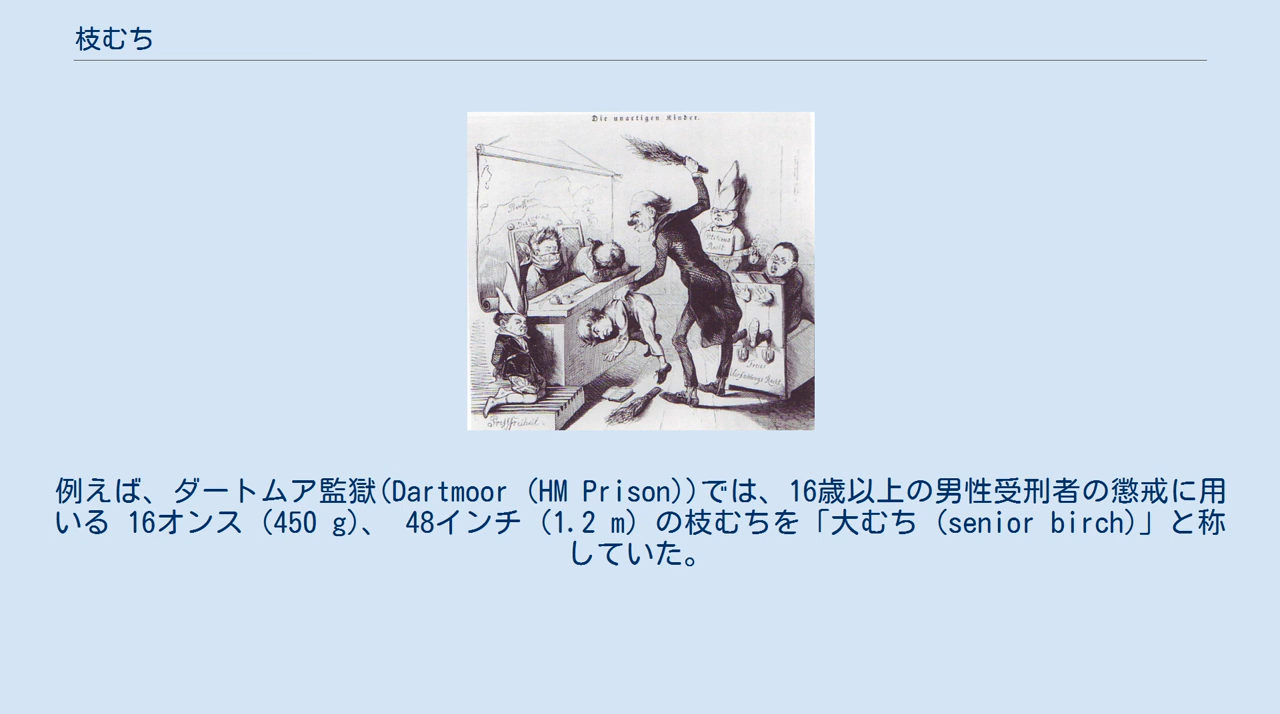 枝むち
Die unartigen Kinder.
Preßfreiheit.
例えば、ダートムア監獄(Dartmoor (HM Prison))では、16歳以上の男性受刑者の懲戒に用
いる 16オンス (450 g)、 48インチ (1.2 m) の枝むちを「大むち (senior birch)」と称
していた。